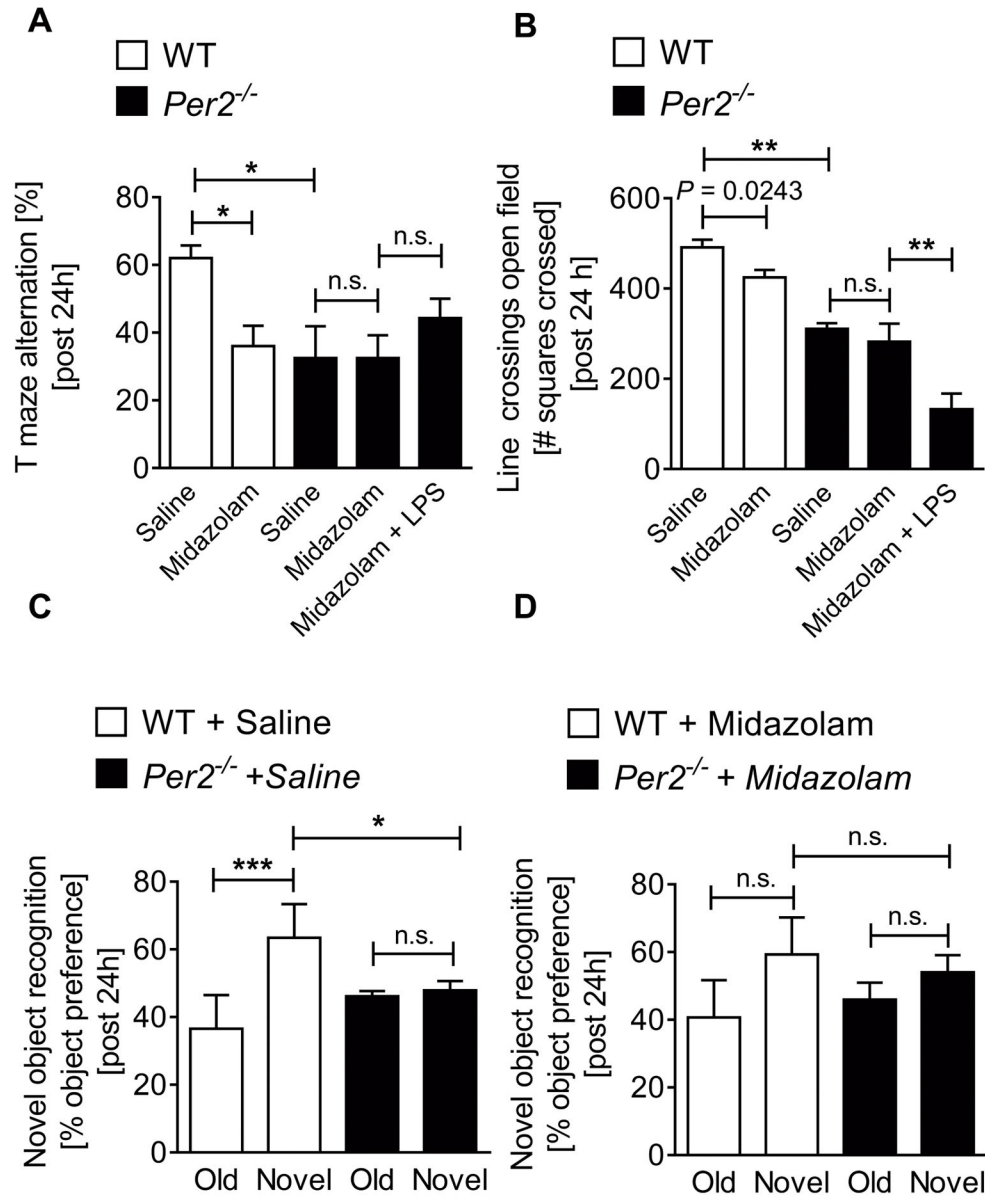 A
WT
Per2-/-
T maze alternation [%]
[post 24h]
80
60
40
20
0
*
*
n.s.
n.s.
Saline
Midazolam
Saline
Midazolam
Midazolam + LPS
B
WT
Per2-/-
Line crossings open field
[# squares crossed]
[post 24 h]
600
400
200
0
**
P = 0.0243
n.s.
**
Saline
Midazolam
Saline
Midazolam
Midazolam + LPS
C
WT + Saline
Per2-/- +Saline
Novel object recognition
[% object preference]
[post 24h]
80
60
40
20
0
***
*
n.s.
Old Novel Old Novel
D
WT + Midazolam
Per2-/- + Midazolam
Novel object recognition
[% object preference]
[post 24h]
80
60
40
20
0
n.s.
n.s.
n.s.
Old Novel Old Novel